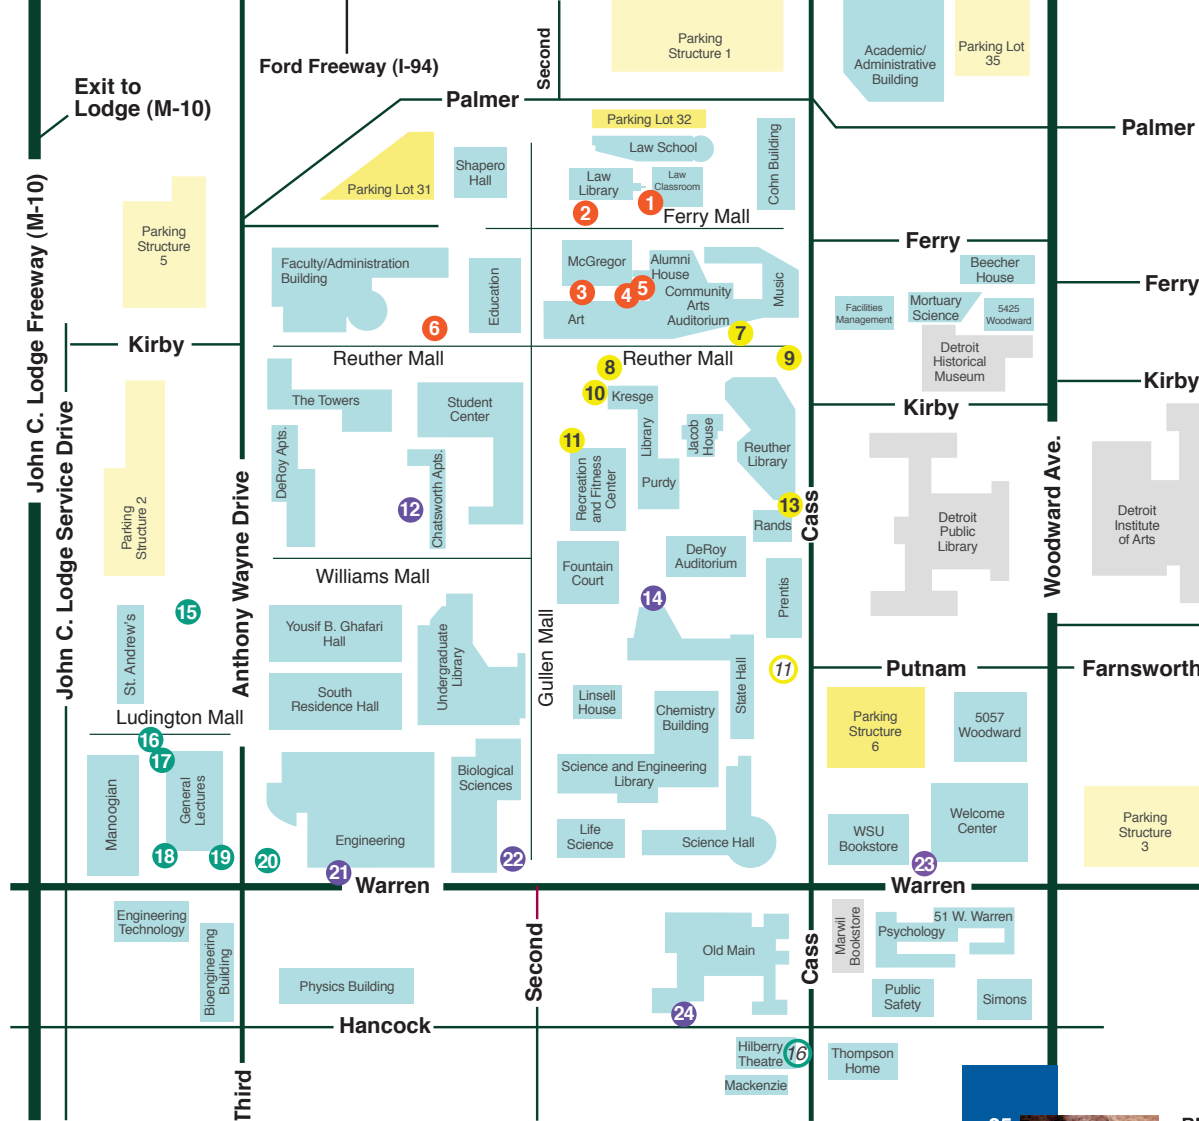 Second
Parking
Structure 1
Academic/
Administrative
Building
Parking Lot
35
Ford Freeway (I-94)
Exit to
Lodge (M-10)
Palmer
Palmer
Parking Lot 32
Law School
Cohn Building
Shapero
Hall
Law
Library
Law
Classroom
Parking Lot 31
1
2
Ferry Mall
John C. Lodge Freeway (M-10)
Parking
Structure
5
Faculty/Administration
Building
Education
McGregor
Alumni
House
Community
Arts
Auditorium
Music
Art
3
4
5
6
7
Ferry
Beecher
House
Ferry
Facilities
Management
Mortuary
Science
5425
Woodward
Detroit
Historical
Museum
Kirby
Reuther Mall
Reuther Mall
8
9
10
Kirby
Kirby
The Towers
Student
Center
Kresge
Library
Purdy
Jacob
House
Reuther
Library
11
Recreation
and Fitness
Center
DeRoy Apts.
Chatsworth Apts.
12
13
Rands
Cass
Woodward Ave.
Detroit
Public
Library
Detroit
Institute
of Arts
John C. Lodge Service Drive
Parking
Structure 2
Anthony Wayne Drive
DeRoy
Auditorium
Fountain
Court
Prentis
Williams Mall
14
15
St. Andrew's
Yousif B. Ghafari
Hall
Undergraduate
Library
Gullen Mall
State Hall
11
Putnam
Farnsworth
South
Residence Hall
Linsell
House
Chemistry
Building
Parking
Structure
6
5057
Woodward
Ludington Mall
16
17
Manoogian
General
Lectures
Biological
Sciences
Science and Engineering
Library
Engineering
Life
Science
Science Hall
WSU
Bookstore
Welcome
Center
Parking
Structure
3
18
19
20
21
22
23
Warren
Warren
Engineering
Technology
Bioengineering
Building
Physics Building
Second
Old Main
Cass
Marwil
Bookstore
51 W. Warren
Psychology
Public
Safety
Simons
24
Hancock
Hilberry
Theatre
16
Thompson
Home
Mackenzie
Third